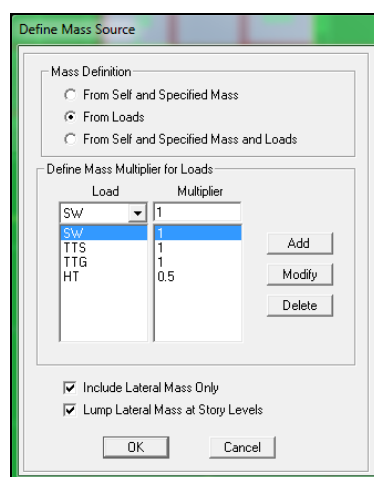 Define Mass Source
Mass Definition
From Self and Specified Mass
From Loads
From Self and Specified Mass and Loads
Define Mass Multiplier for Loads
Load Multiplier
SW 1
SW 1
TTS 1
TTG 1
HT 0.5
Add
Modify
Delete
Include Lateral Mass Only
Lump Lateral Mass at Story Levels
OK Cancel